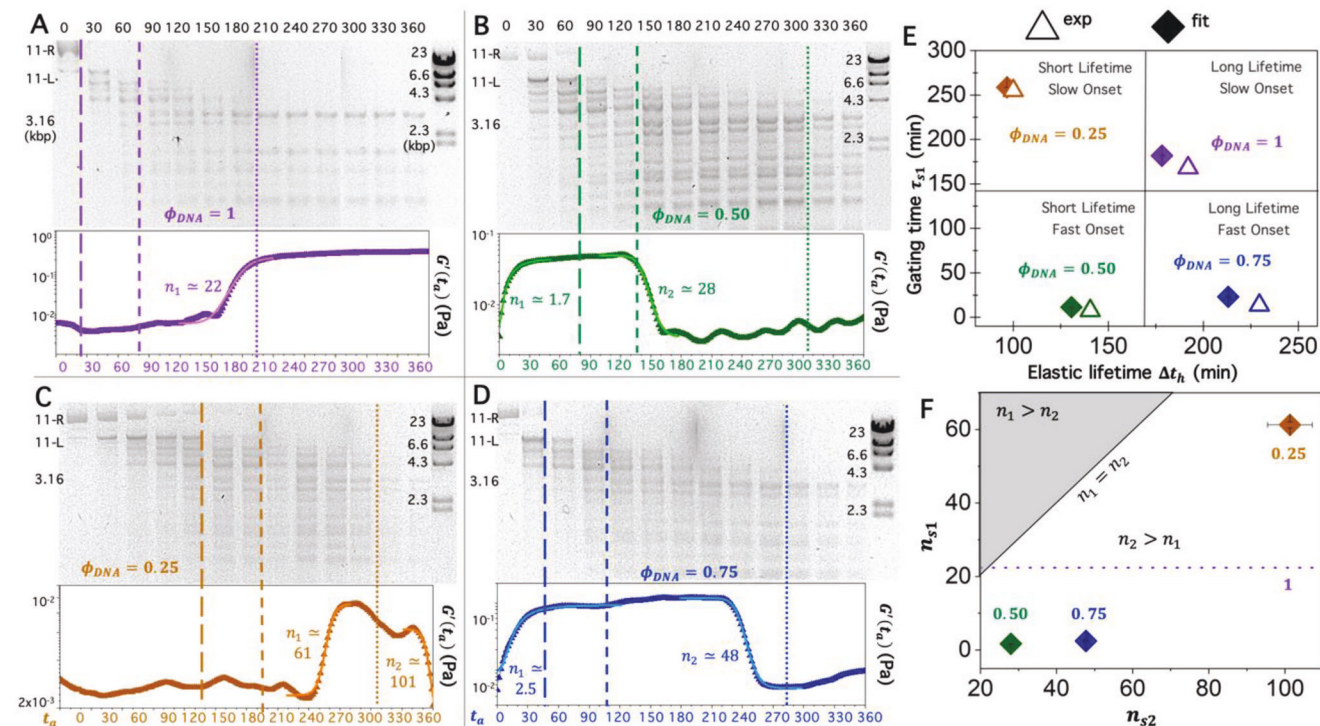 A
0 30 60 90 120 150 180 210 240 270 300 330 360
11-R
11-L
3.16
(kbp)
23
6.6
4.3
2.3
(kbp)
ϕ_DNA = 1
10⁰
10⁻¹
10⁻²
n₁ ≃ 22
G'(tₐ) (Pa)
0 30 60 90 120 150 180 210 240 270 300 330 360
B
0 30 60 90 120 150 180 210 240 270 300 330 360
11-R
11-L
3.16
23
6.6
4.3
2.3
ϕ_DNA = 0.50
10⁻¹
10⁻²
n₁ ≃ 1.7
n₂ ≃ 28
G'(tₐ) (Pa)
0 30 60 90 120 150 180 210 240 270 300 330 360
C
11-R
11-L
3.16
23
6.6
4.3
2.3
ϕ_DNA = 0.25
10⁻²
2x10⁻³
n₁ ≃
61
n₂ ≃
101
G'(tₐ) (Pa)
tₐ 0 30 60 90 120 150 180 210 240 270 300 330 360
D
11-R
11-L
3.16
23
6.6
4.3
2.3
ϕ_DNA = 0.75
10⁻¹
10⁻²
n₁ ≃
2.5
n₂ ≃ 48
G'(tₐ) (Pa)
tₐ 0 30 60 90 120 150 180 210 240 270 300 330 360
exp
fit
E
300
250
200
150
100
50
0
Gating time τ_s1 (min)
Short Lifetime
Slow Onset
ϕ_DNA = 0.25
Long Lifetime
Slow Onset
ϕ_DNA = 1
Short Lifetime
Fast Onset
ϕ_DNA = 0.50
Long Lifetime
Fast Onset
ϕ_DNA = 0.75
100 150 200 250
Elastic lifetime Δt_h (min)
F
60
40
20
0
n_s1
n₁ > n₂
n₁ = n₂
n₂ > n₁
0.25
1
0.50
0.75
20 40 60 80 100
n_s2